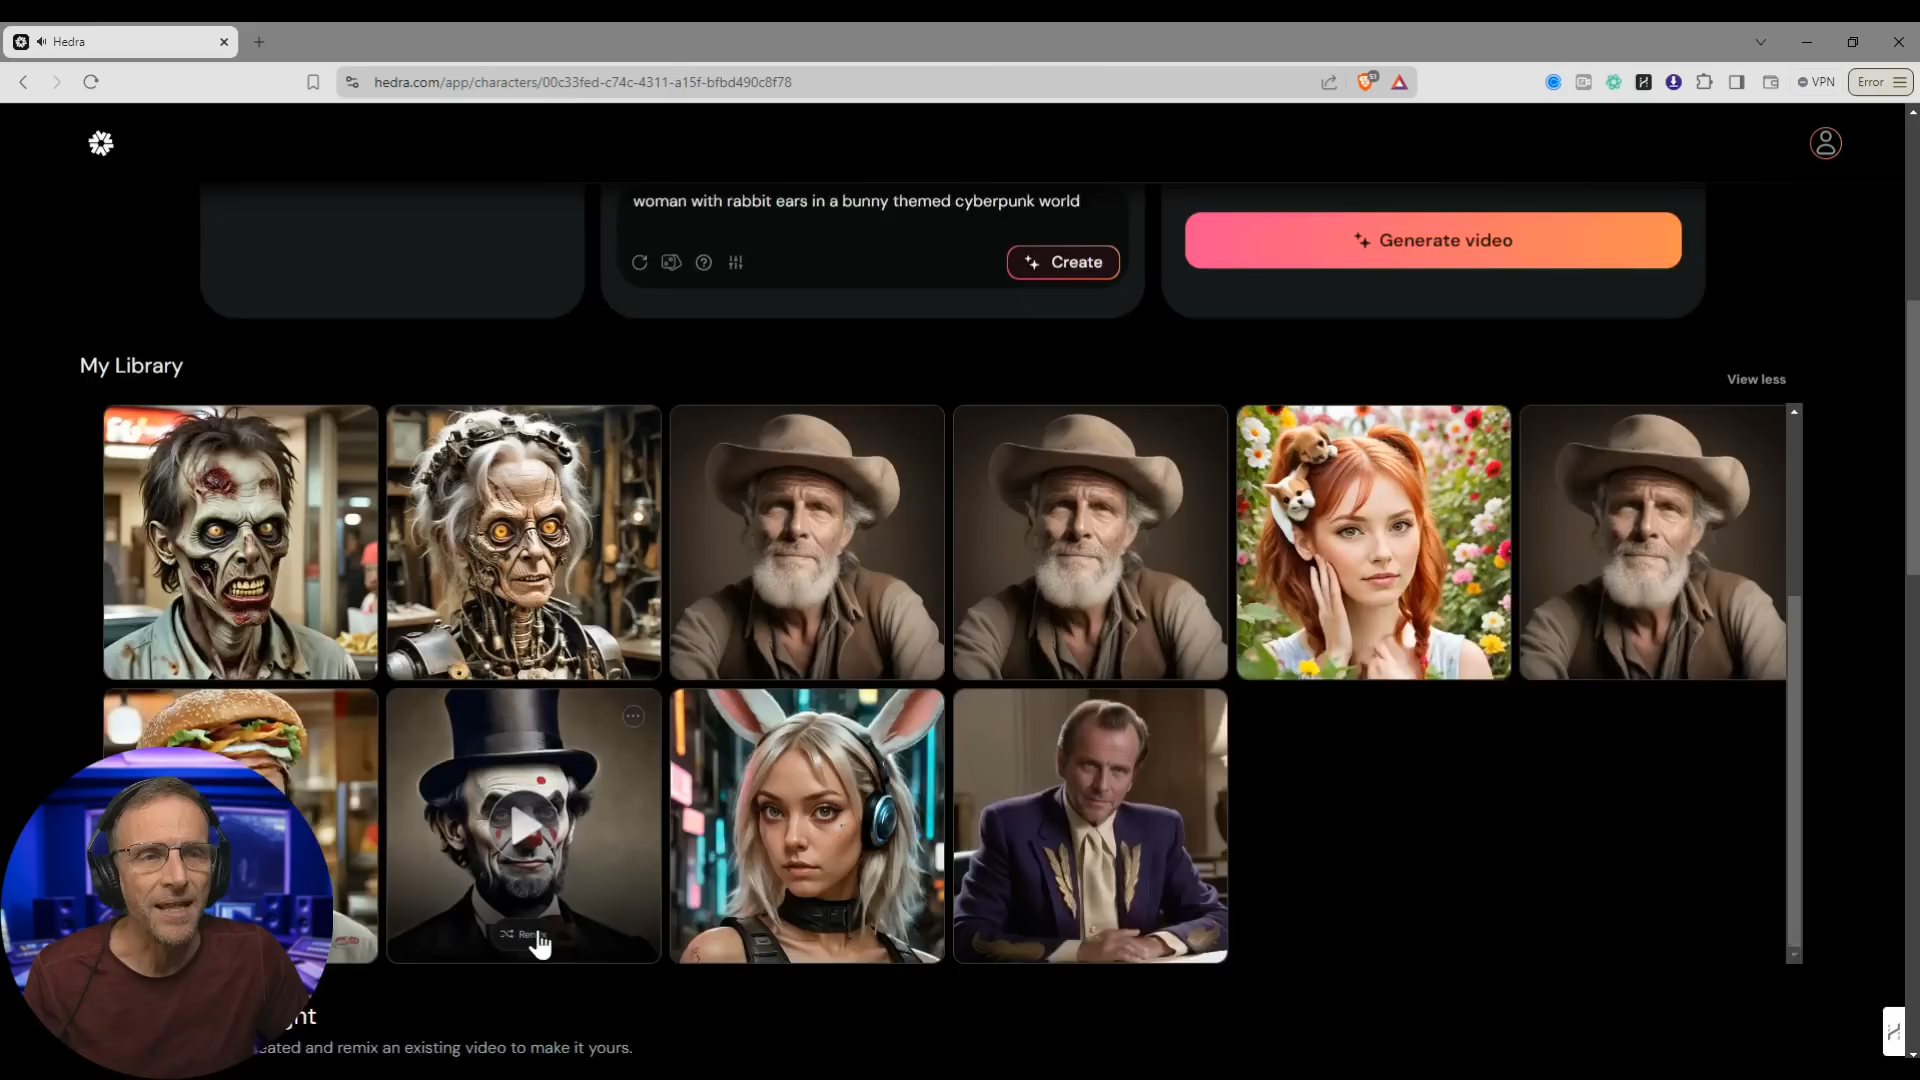 Hedra
hedra.com/app/characters/00c33fed-c74c-4311-a15f-bfbd490c8f78
51
VPN
Error
woman with rabbit ears in a bunny themed cyberpunk world
Create
Generate video
My Library
View less
eated and remix an existing video to make it yours.